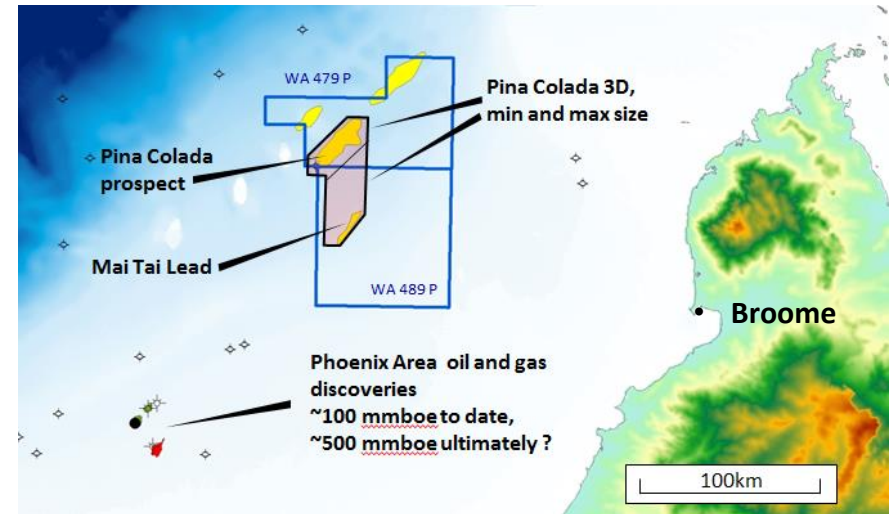 WA 479 P
Pina Colada 3D,
min and max size
Pina Colada
prospect
Mai Tai Lead
WA 489 P
Broome
Phoenix Area oil and gas
discoveries
~100 mmboe to date,
~500 mmboe ultimately ?
100km